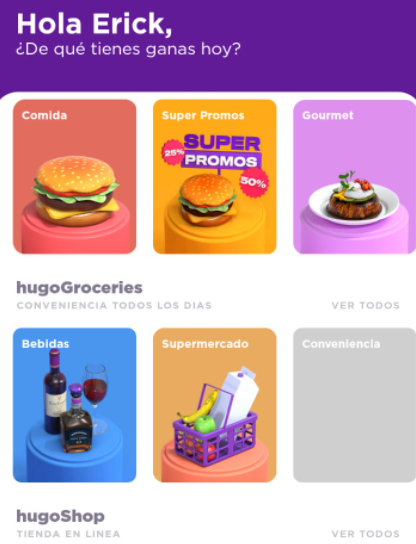 Hola Erick,
¿De qué tienes ganas hoy?
Comida
Super Promos
Gourmet
25%
SUPER
PROMOS
50%
hugoGroceries
CONVENIENCIA TODOS LOS DIAS
VER TODOS
Bebidas
Supermercado
Conveniencia
hugoShop
TIENDA EN LINEA
VER TODOS